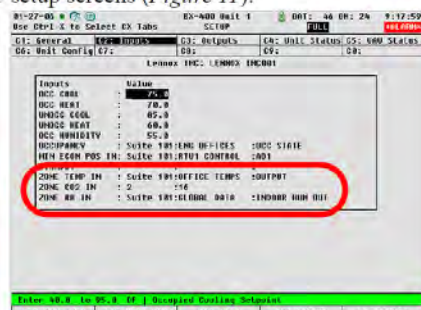 setup screens (Figure 11).
01-27-05 EX-400 Unit 1 OAT: 46 OH: 24 9:17:59
Use Ctrl-X to Select EX Tabs SETUP FULL
C1: General C2: Inputs C3: Outputs C4: Unit Status C5: Status
C6: Unit Config C7: C8: C9: C0:
Lennox INC: LENNOX INC001
Inputs Value
OCC COOL : 75.0
OCC HEAT : 70.0
UNOCC COOL : 85.0
UNOCC HEAT : 60.0
OCC HUMIDITY : 55.0
OCCUPANCY : Suite 101:ENG OFFICES :OCC STATE
MIN ECON POS IN: Suite 101:RTU1 CONTROL :AO1
ZONE TEMP IN : Suite 101:OFFICE TEMPS :OUTPUT
ZONE CO2 IN : 2 :16
ZONE RH IN : Suite 101:GLOBAL DATA :INDOOR HUM OUT
Enter 40.0 to 95.0 DF | Occupied Cooling Setpoint